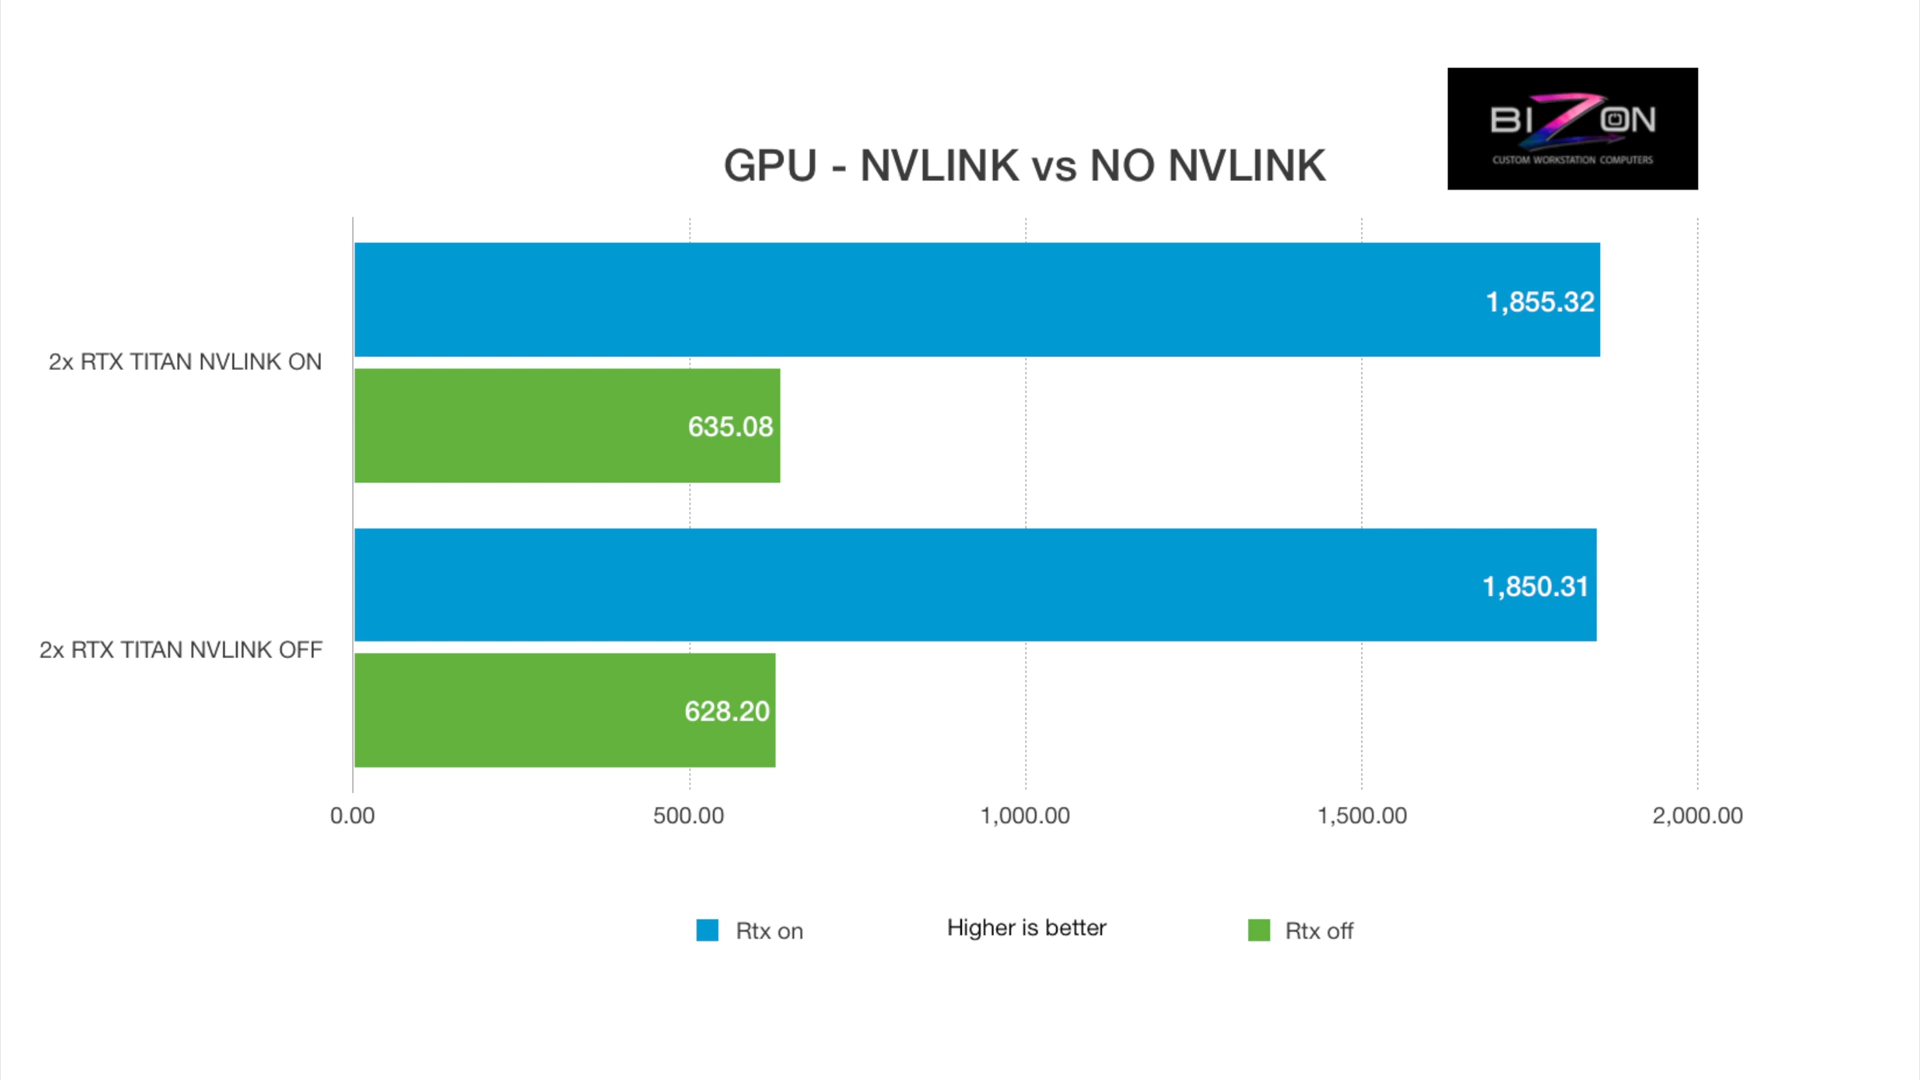 BIZON
CUSTOM WORKSTATION COMPUTERS
GPU - NVLINK vs NO NVLINK
1,855.32
2x RTX TITAN NVLINK ON
635.08
1,850.31
2x RTX TITAN NVLINK OFF
628.20
0.00 500.00 1,000.00 1,500.00 2,000.00
Rtx on Higher is better Rtx off